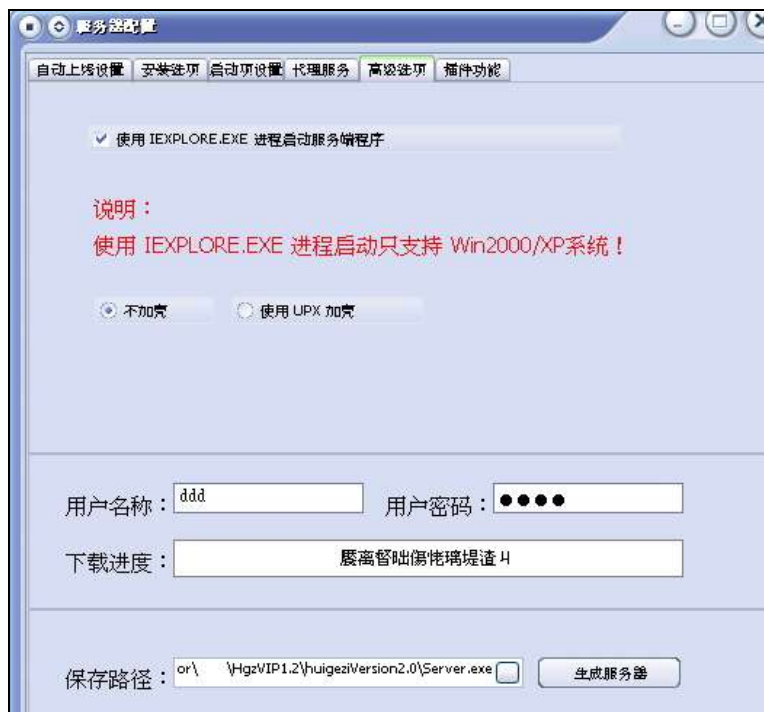 服务器配置
自动上线设置 安装选项 启动项设置 代理服务 高级选项 插件功能
使用 IEXPLORE.EXE 进程启动服务端程序
说明：
使用 IEXPLORE.EXE 进程启动只支持 Win2000/XP系统！
不加壳 使用 UPX 加壳
用户名称： ddd 用户密码： ●●●●
下载进度：
保存路径： or\ \HgzVIP1.2\huigeziVersion2.0\Server.exe 生成服务器